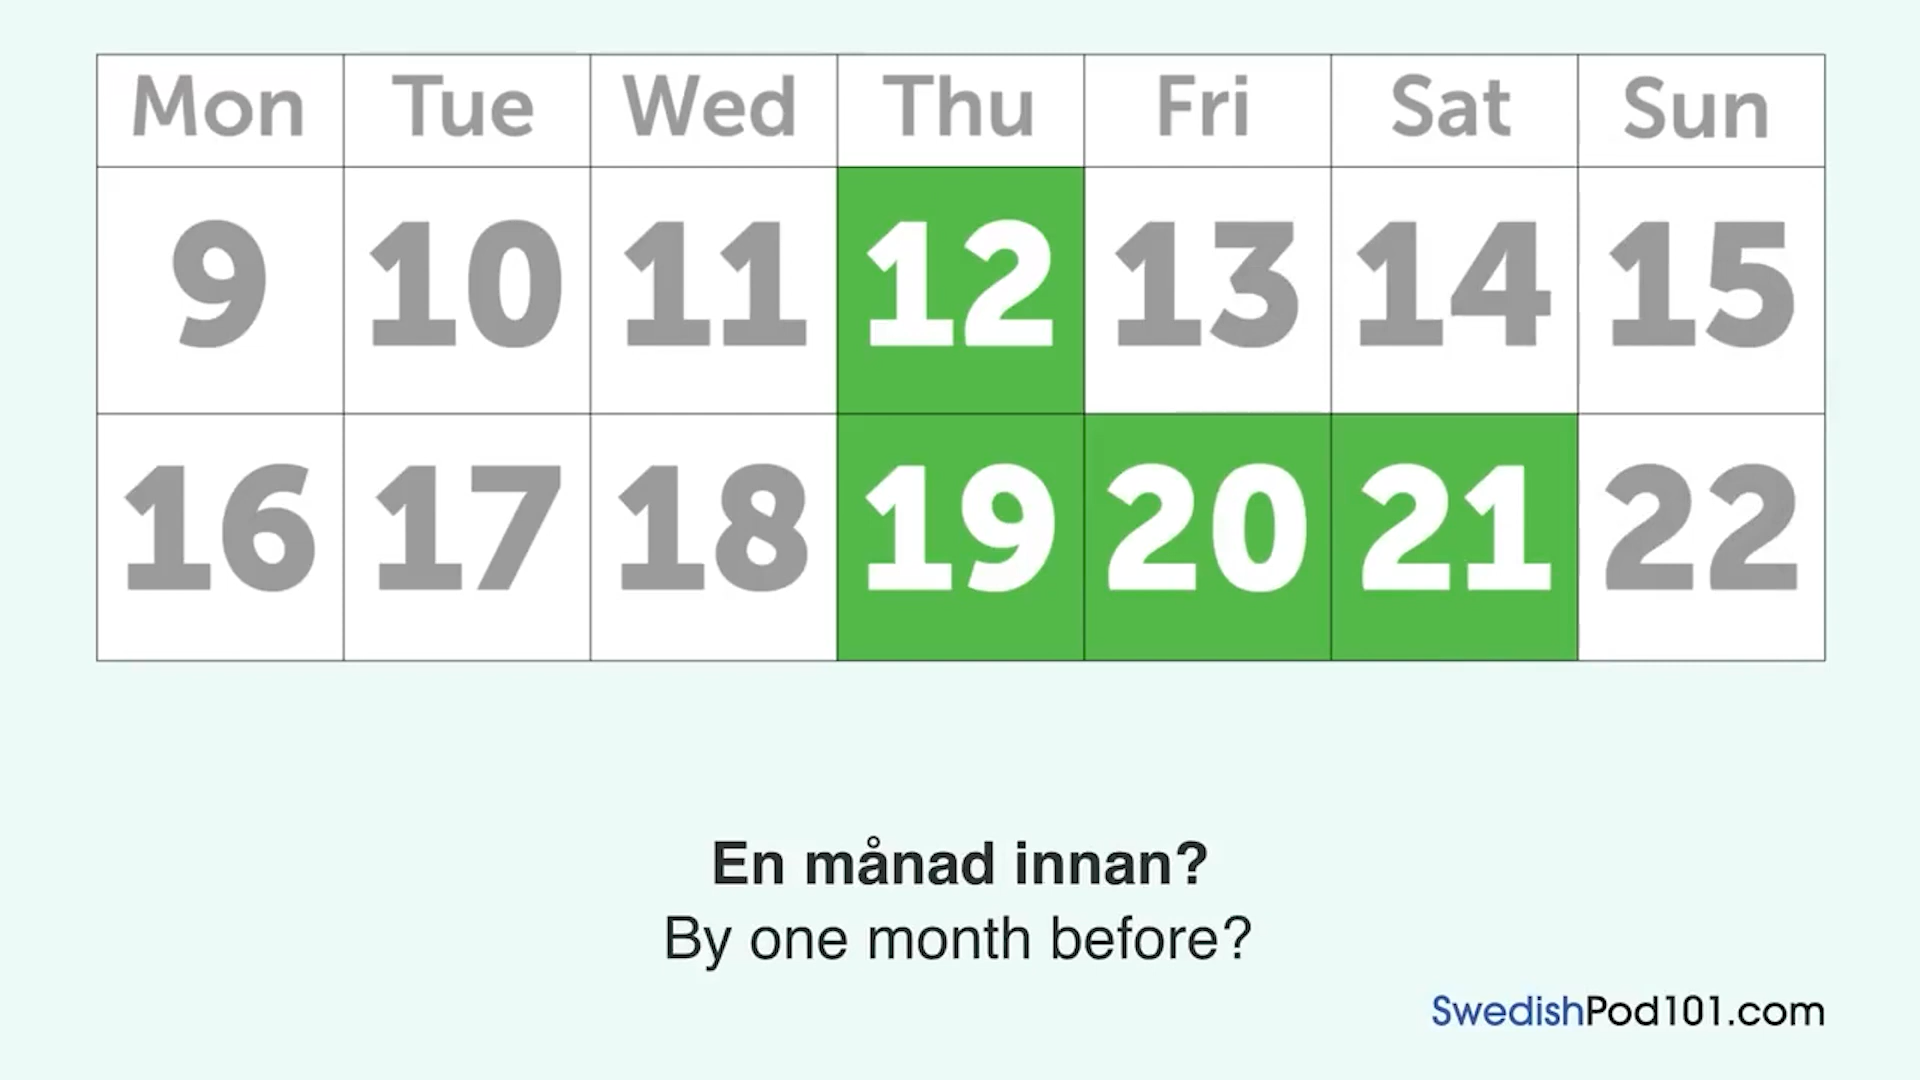 Mon Tue Wed Thu Fri Sat Sun
9 10 11 12 13 14 15
16 17 18 19 20 21 22
En månad innan?
By one month before?
SwedishPod101.com